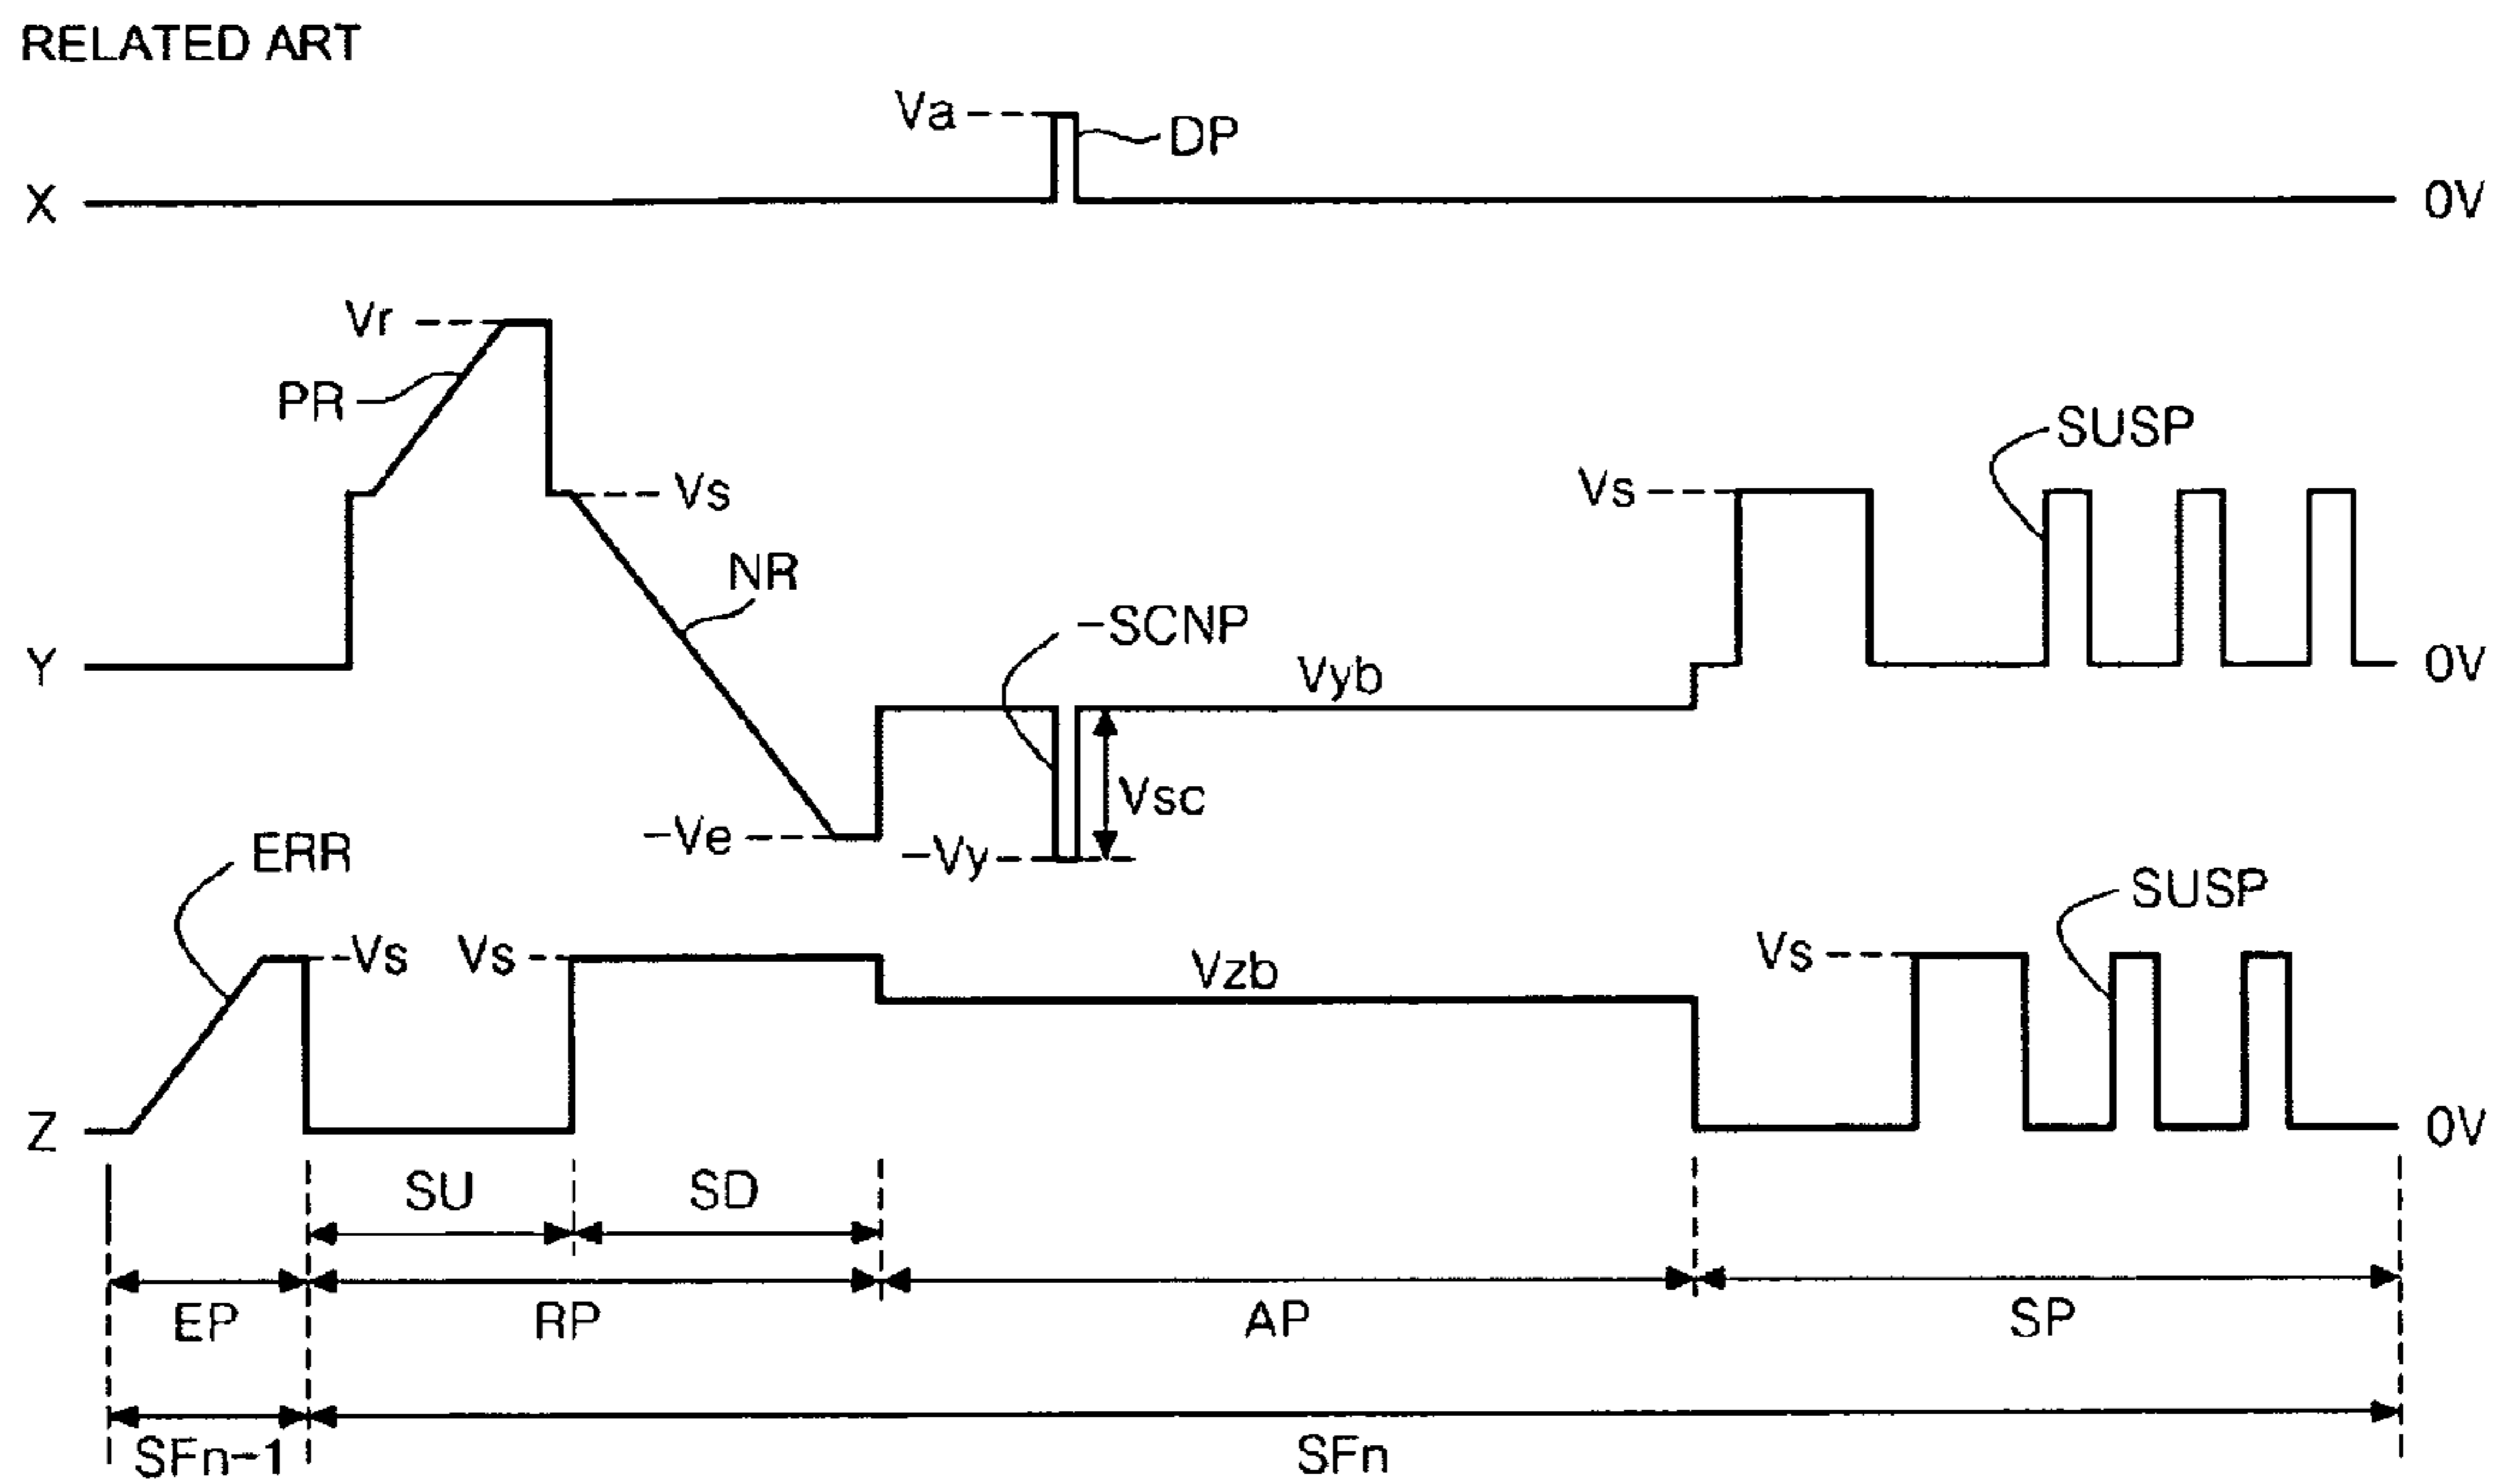 RELATED ART
Va
DP
X
0V
Vr
PR
Vs
Vs
SUSP
NR
-SCNP
Y
Vyb
0V
Vsc
-Ve
-Vy
ERR
SUSP
Vs
Vs
Vzb
Vs
Z
0V
SU
SD
EP
RP
AP
SP
SFn-1
SFn